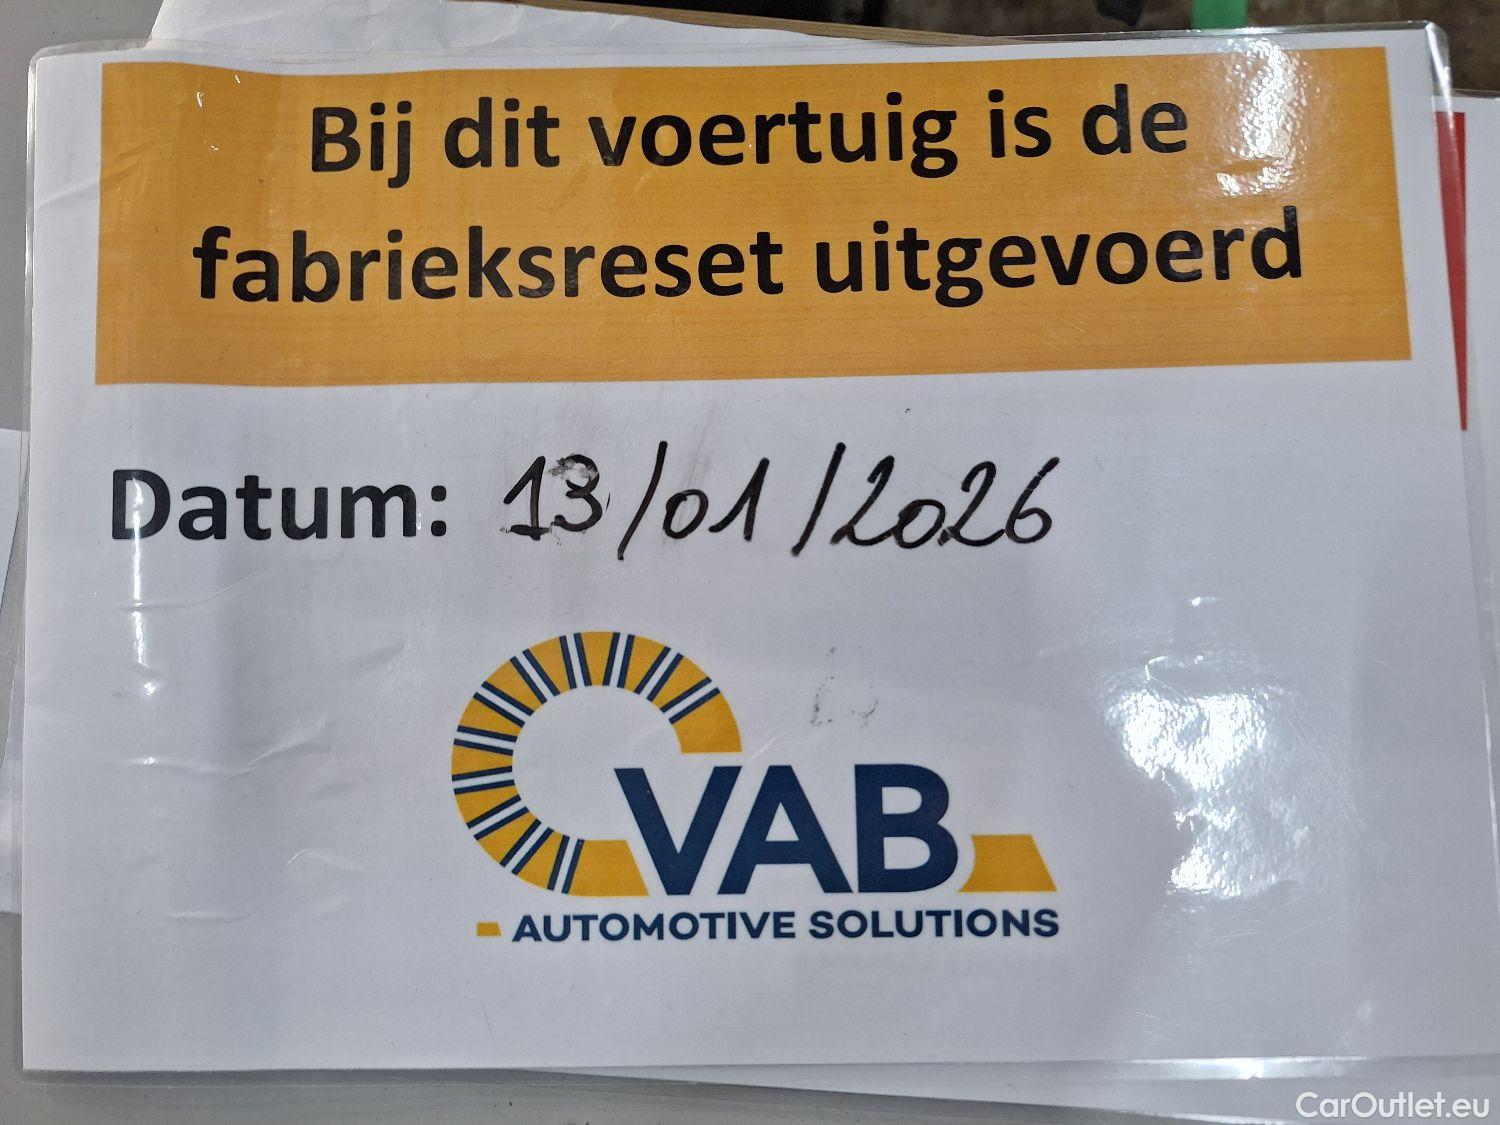 Bij dit voertuig is de
fabrieksreset uitgevoerd
Datum: 13/01/2026
VAB
AUTOMOTIVE SOLUTIONS
CarOutlet.eu